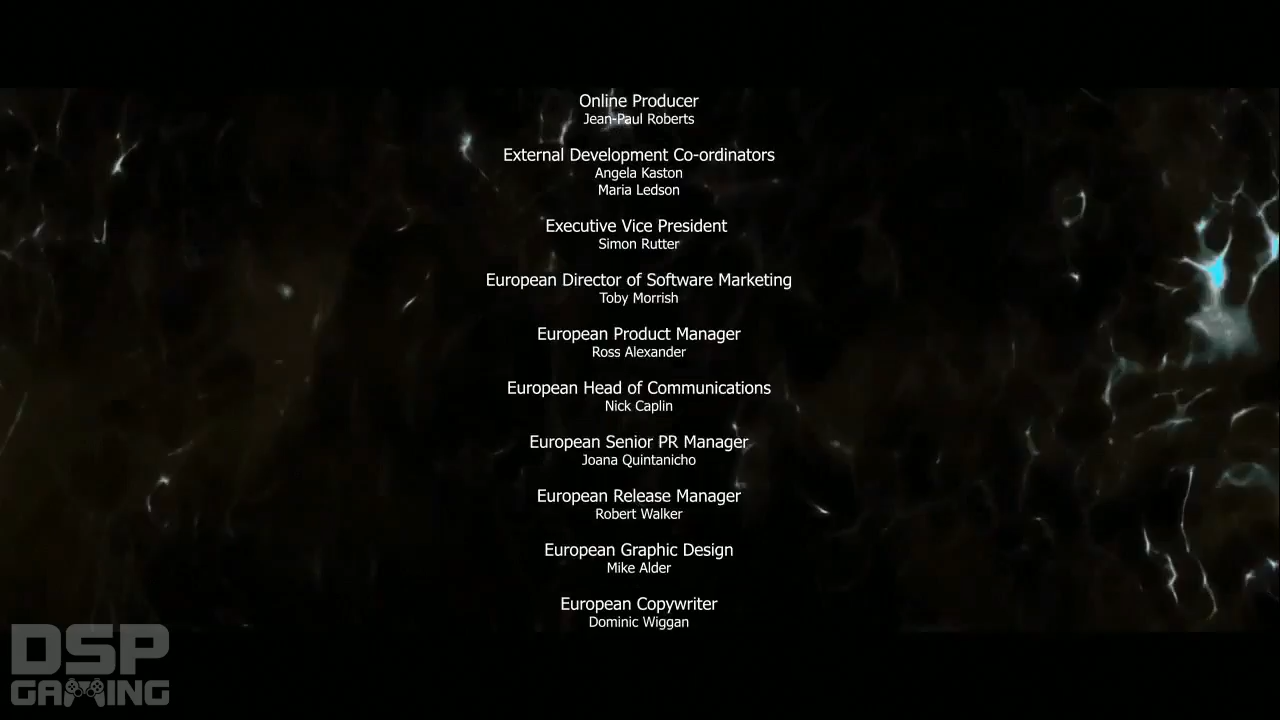 Online Producer
Jean-Paul Roberts
External Development Co-ordinators
Angela Kaston
Maria Ledson
Executive Vice President
Simon Rutter
European Director of Software Marketing
Toby Morrish
European Product Manager
Ross Alexander
European Head of Communications
Nick Caplin
European Senior PR Manager
Joana Quintanicho
European Release Manager
Robert Walker
European Graphic Design
Mike Alder
European Copywriter
Dominic Wiggan
DSP
GAMING